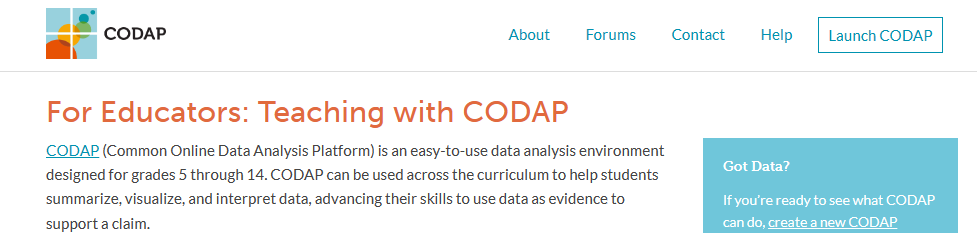 CODAP
About Forums Contact Help Launch CODAP
For Educators: Teaching with CODAP
CODAP (Common Online Data Analysis Platform) is an easy-to-use data analysis environment
designed for grades 5 through 14. CODAP can be used across the curriculum to help students
summarize, visualize, and interpret data, advancing their skills to use data as evidence to
support a claim.
Got Data?
If you're ready to see what CODAP
can do, create a new CODAP